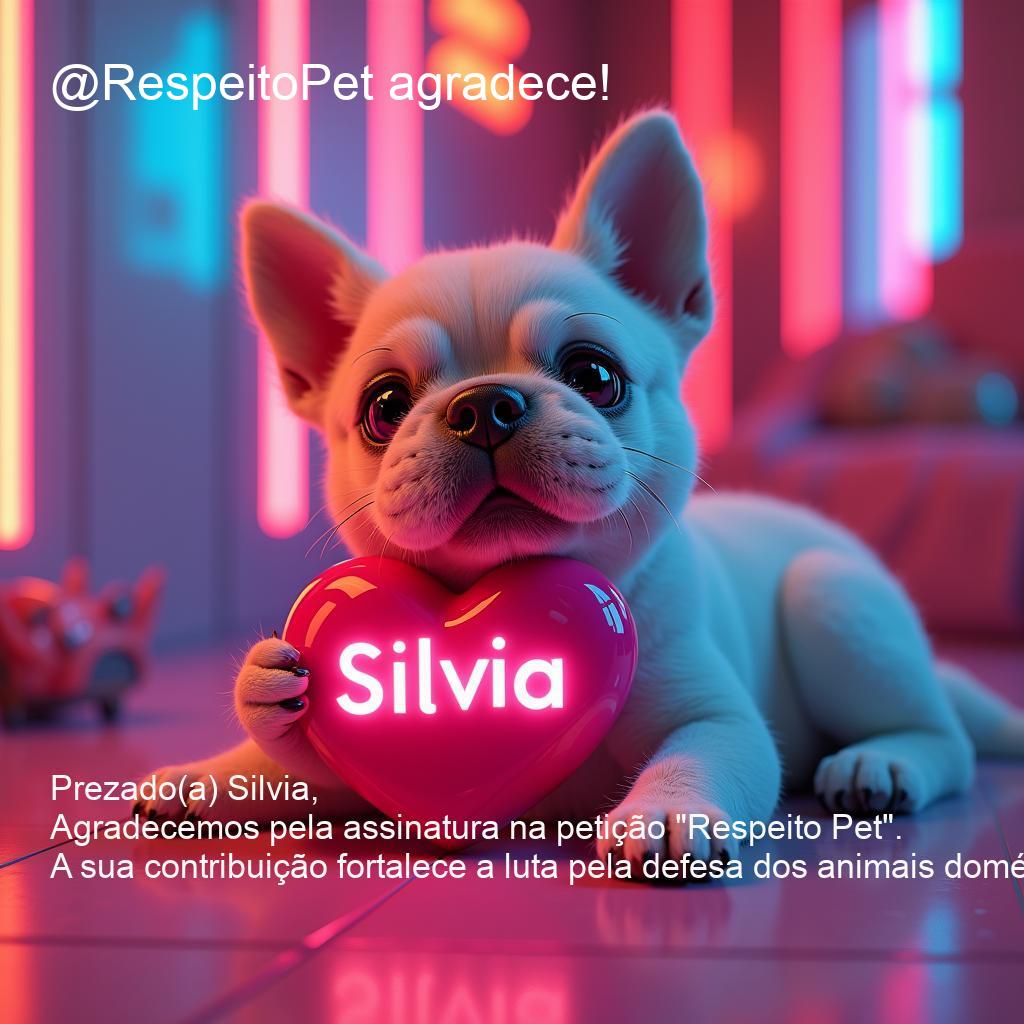 @RespeitoPet agradece!
Silvia
Prezado(a) Silvia,
Agradecemos pela assinatura na petição "Respeito Pet".
A sua contribuição fortalece a luta pela defesa dos animais domé